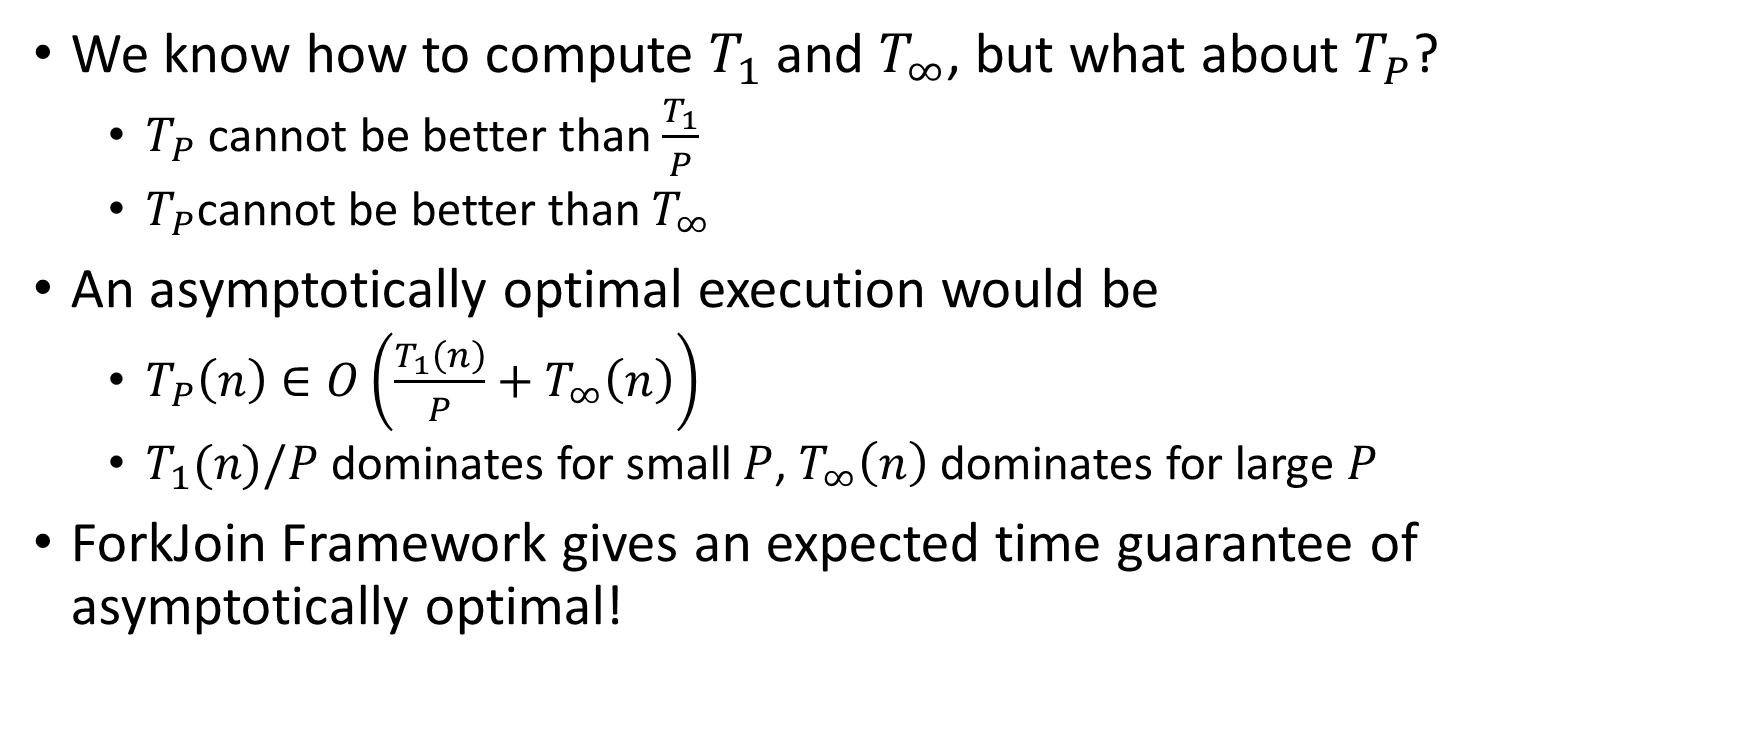 • We know how to compute T₁ and T∞, but what about T_P?
• T_P cannot be better than T₁/P
• T_P cannot be better than T∞
• An asymptotically optimal execution would be
• T_P(n) ∈ O(T₁(n)/P + T∞(n))
• T₁(n)/P dominates for small P, T∞(n) dominates for large P
• ForkJoin Framework gives an expected time guarantee of
asymptotically optimal!